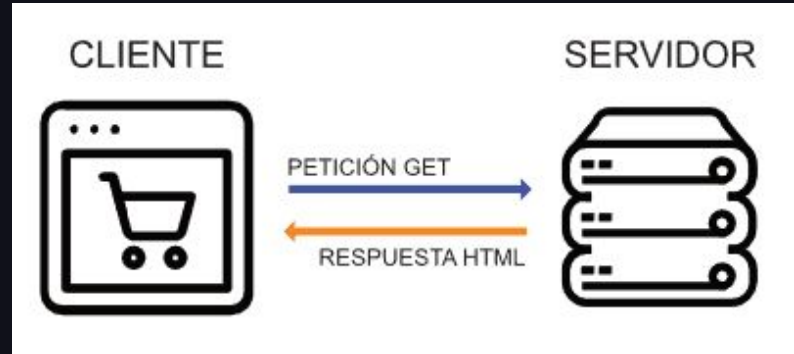 CLIENTE
SERVIDOR
PETICIÓN GET
RESPUESTA HTML